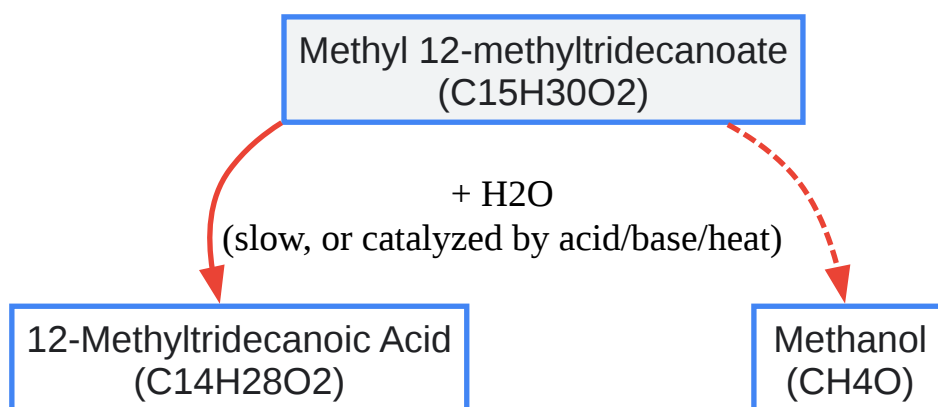 Methyl 12-methyltridecanoate
(C15H30O2)
+ H2O
(slow, or catalyzed by acid/base/heat)
12-Methyltridecanoic Acid
(C14H28O2)
Methanol
(CH4O)